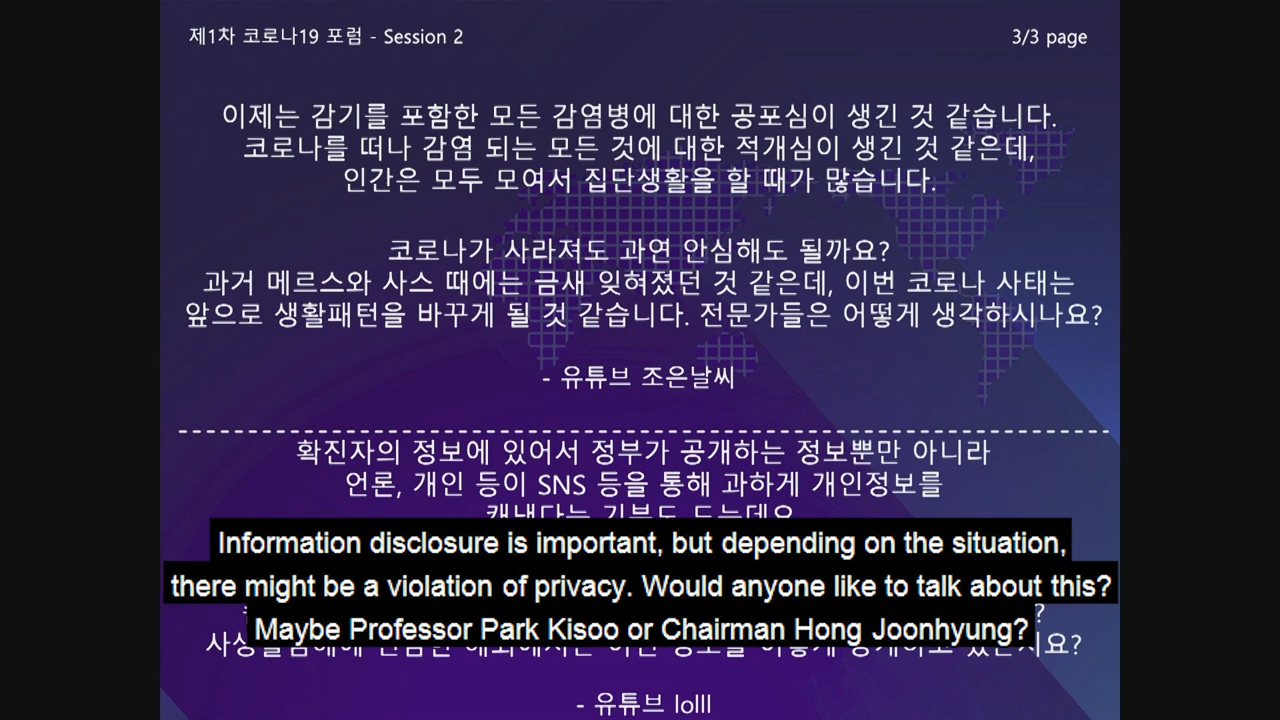 제1차 코로나19 포럼 - Session 2
3/3 page
이제는 감기를 포함한 모든 감염병에 대한 공포심이 생긴 것 같습니다.
코로나를 떠나 감염 되는 모든 것에 대한 적개심이 생긴 것 같은데,
인간은 모두 모여서 집단생활을 할 때가 많습니다.
코로나가 사라져도 과연 안심해도 될까요?
과거 메르스와 사스 때에는 금새 잊혀졌던 것 같은데, 이번 코로나 사태는
앞으로 생활패턴을 바꾸게 될 것 같습니다. 전문가들은 어떻게 생각하시나요?
- 유튜브 조은날씨
확진자의 정보에 있어서 정부가 공개하는 정보뿐만 아니라
언론, 개인 등이 SNS 등을 통해 과하게 개인정보를
캐낸다는 기분도 드는데요
Information disclosure is important, but depending on the situation,
there might be a violation of privacy. Would anyone like to talk about this?
Maybe Professor Park Kisoo or Chairman Hong Joonhyung?
- 유튜브 lolll